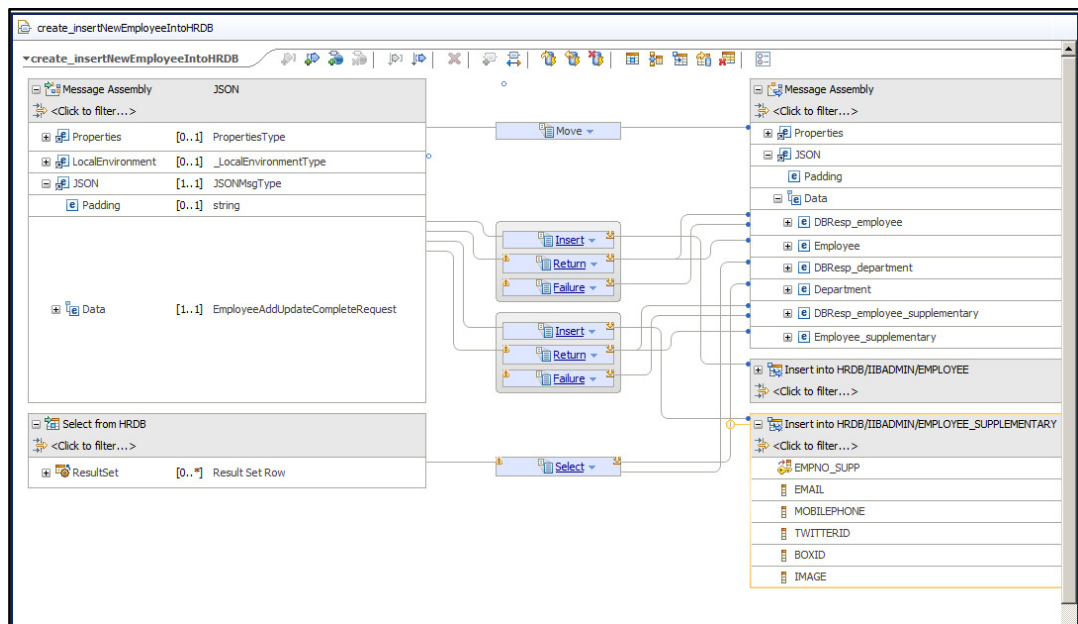 create_insertNewEmployeeIntoHRDB
create_insertNewEmployeeIntoHRDB
Message Assembly JSON
<Click to filter...>
Properties [0..1] PropertiesType
LocalEnvironment [0..1] _LocalEnvironmentType
JSON [1..1] JSONMsgType
Padding [0..1] string
Data [1..1] EmployeeAddUpdateCompleteRequest
Select from HRDB
<Click to filter...>
ResultSet [0..*] Result Set Row
Move
Insert
Return
Failure
Insert
Return
Failure
Select
Message Assembly
<Click to filter...>
Properties
JSON
Padding
Data
DBResp_employee
Employee
DBResp_department
Department
DBResp_employee_supplementary
Employee_supplementary
Insert into HRDB/IIBADMIN/EMPLOYEE
<Click to filter...>
Insert into HRDB/IIBADMIN/EMPLOYEE_SUPPLEMENTARY
<Click to filter...>
EMPNO_SUPP
EMAIL
MOBILEPHONE
TWITTERID
BOXID
IMAGE